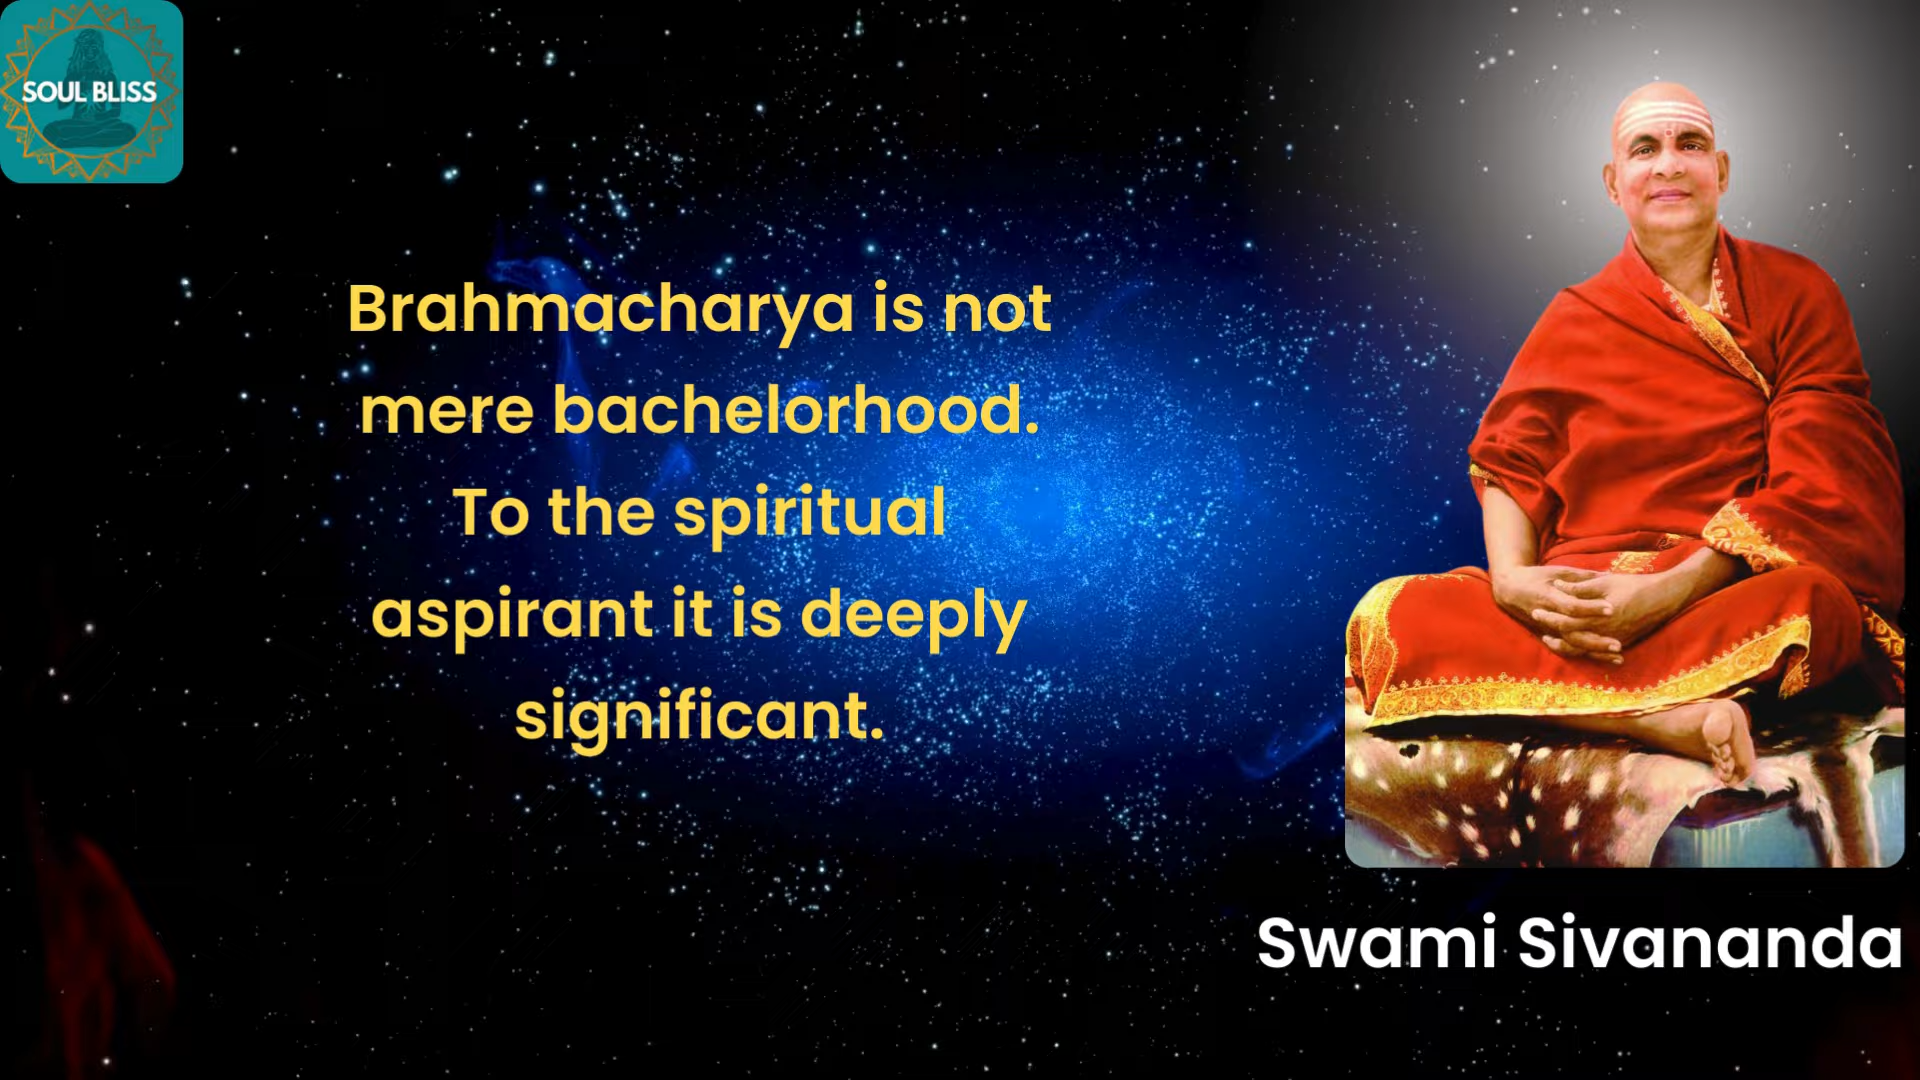 SOUL BLISS
Brahmacharya is not
mere bachelorhood.
To the spiritual
aspirant it is deeply
significant.
Swami Sivananda